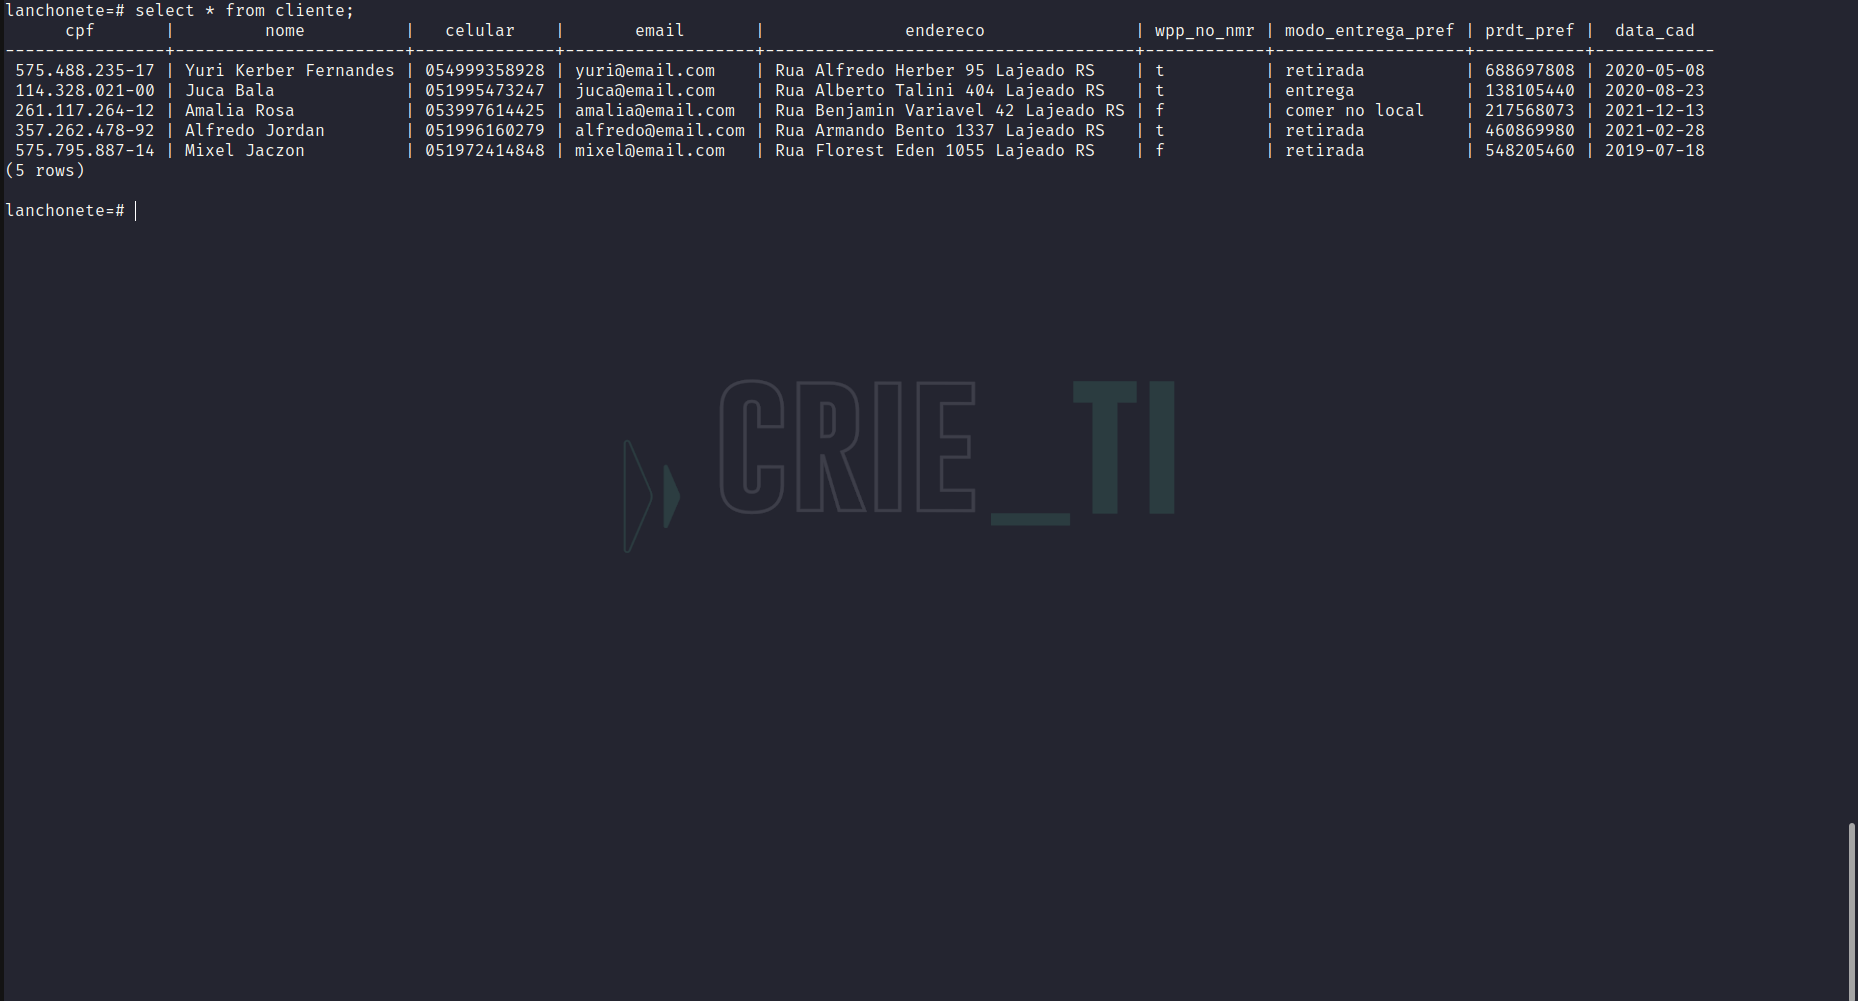 lanchonete=# select * from cliente;
      cpf       |         nome          |   celular    |       email       |              endereco               | wpp_no_nmr | modo_entrega_pref | prdt_pref |  data_cad
----------------+-----------------------+--------------+-------------------+-------------------------------------+------------+-------------------+-----------+------------
 575.488.235-17 | Yuri Kerber Fernandes | 054999358928 | yuri@email.com    | Rua Alfredo Herber 95 Lajeado RS    | t          | retirada          | 688697808 | 2020-05-08
 114.328.021-00 | Juca Bala             | 051995473247 | juca@email.com    | Rua Alberto Talini 404 Lajeado RS   | t          | entrega           | 138105440 | 2020-08-23
 261.117.264-12 | Amalia Rosa           | 053997614425 | amalia@email.com  | Rua Benjamin Variavel 42 Lajeado RS | f          | comer no local    | 217568073 | 2021-12-13
 357.262.478-92 | Alfredo Jordan        | 051996160279 | alfredo@email.com | Rua Armando Bento 1337 Lajeado RS   | t          | retirada          | 460869980 | 2021-02-28
 575.795.887-14 | Mixel Jaczon          | 051972414848 | mixel@email.com   | Rua Florest Eden 1055 Lajeado RS    | f          | retirada          | 548205460 | 2019-07-18
(5 rows)
lanchonete=#
CRIE_TI